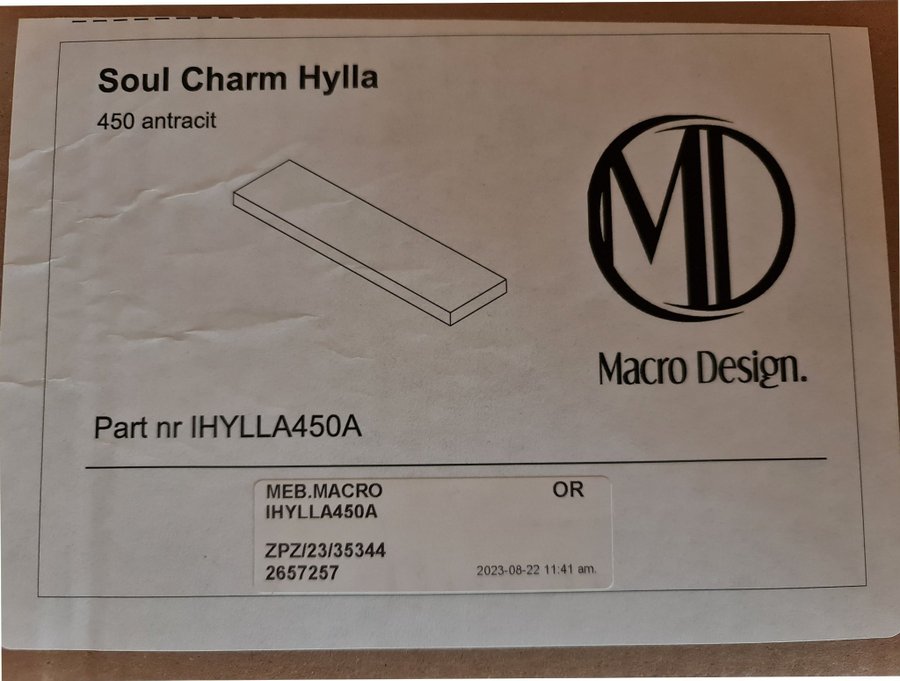 Soul Charm Hylla
450 antracit
MD
Macro Design.
Part nr IHYLLA450A
MEB.MACRO OR
IHYLLA450A
ZPZ/23/35344
2657257 2023-08-22 11:41 am.